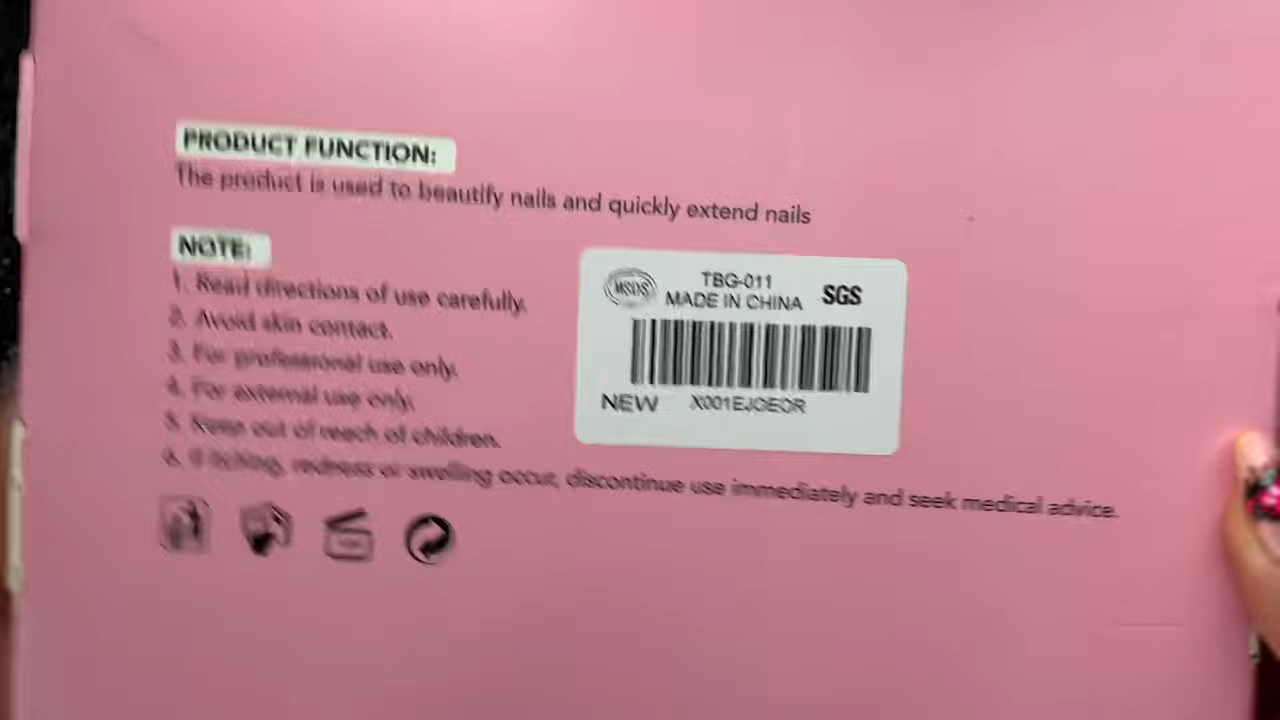 PRODUCT FUNCTION:
The product is used to beautify nails and quickly extend nails
NOTE:
1. Read directions of use carefully.
2. Avoid skin contact.
3. For professional use only.
4. For external use only.
5. Keep out of reach of children.
6. If itching, redness or swelling occur, discontinue use immediately and seek medical advice.
MSDS
TBG-011
MADE IN CHINA
SGS
NEW